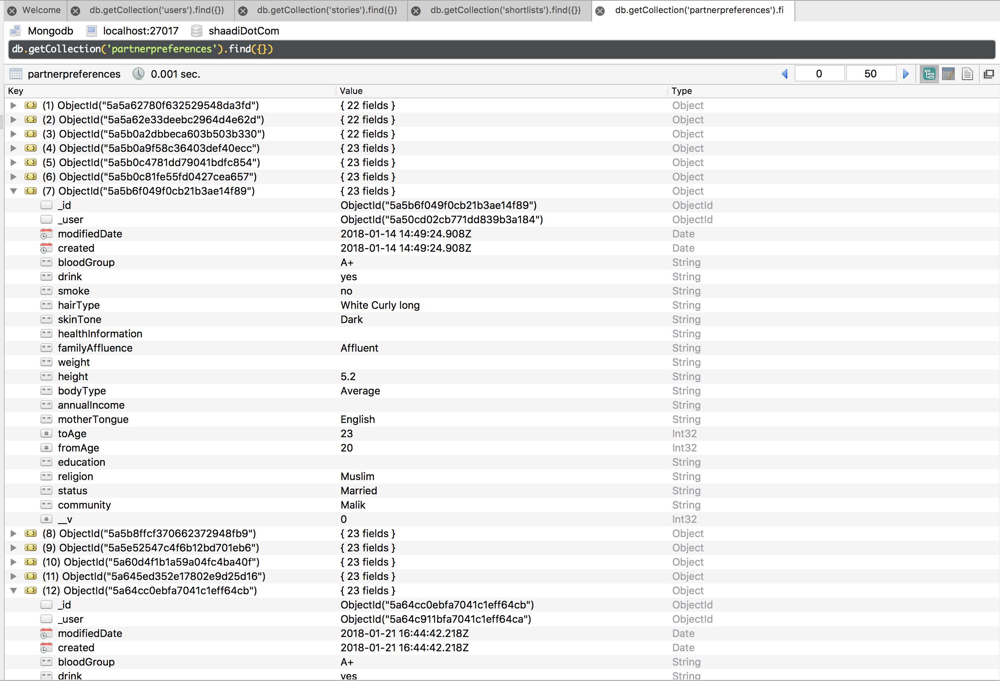 Welcome db.getCollection('users').find({}) db.getCollection('stories').find({}) db.getCollection('shortlists').find({}) db.getCollection('partnerpreferences').fi
Mongodb localhost:27017 shaadiDotCom
db.getCollection('partnerpreferences').find({})
partnerpreferences 0.001 sec. 0 50
Key Value Type
(1) ObjectId("5a5a62780f632529548da3fd") { 22 fields } Object
(2) ObjectId("5a5a62e33deebc2964d4e62d") { 22 fields } Object
(3) ObjectId("5a5b0a2dbbeca603b503b330") { 22 fields } Object
(4) ObjectId("5a5b0a9f58c36403def40ecc") { 23 fields } Object
(5) ObjectId("5a5b0c4781dd79041bdfc854") { 23 fields } Object
(6) ObjectId("5a5b0c81fe55fd0427cea657") { 23 fields } Object
(7) ObjectId("5a5b6f049f0cb21b3ae14f89") { 23 fields } Object
_id ObjectId("5a5b6f049f0cb21b3ae14f89") ObjectId
_user ObjectId("5a50cd02cb771dd839b3a184") ObjectId
modifiedDate 2018-01-14 14:49:24.908Z Date
created 2018-01-14 14:49:24.908Z Date
bloodGroup A+ String
drink yes String
smoke no String
hairType White Curly long String
skinTone Dark String
healthInformation String
familyAffluence Affluent String
weight String
height 5.2 String
bodyType Average String
annualIncome String
motherTongue English String
toAge 23 Int32
fromAge 20 Int32
education String
religion Muslim String
status Married String
community Malik String
__v 0 Int32
(8) ObjectId("5a5b8ffcf370662372948fb9") { 23 fields } Object
(9) ObjectId("5a5e52547c4f6b12bd701eb6") { 23 fields } Object
(10) ObjectId("5a60d4f1b1a59a04fc4ba40f") { 23 fields } Object
(11) ObjectId("5a645ed352e17802e9d25d16") { 23 fields } Object
(12) ObjectId("5a64cc0ebfa7041c1eff64cb") { 23 fields } Object
_id ObjectId("5a64cc0ebfa7041c1eff64cb") ObjectId
_user ObjectId("5a64c911bfa7041c1eff64ca") ObjectId
modifiedDate 2018-01-21 16:44:42.218Z Date
created 2018-01-21 16:44:42.218Z Date
bloodGroup A+ String
drink yes String